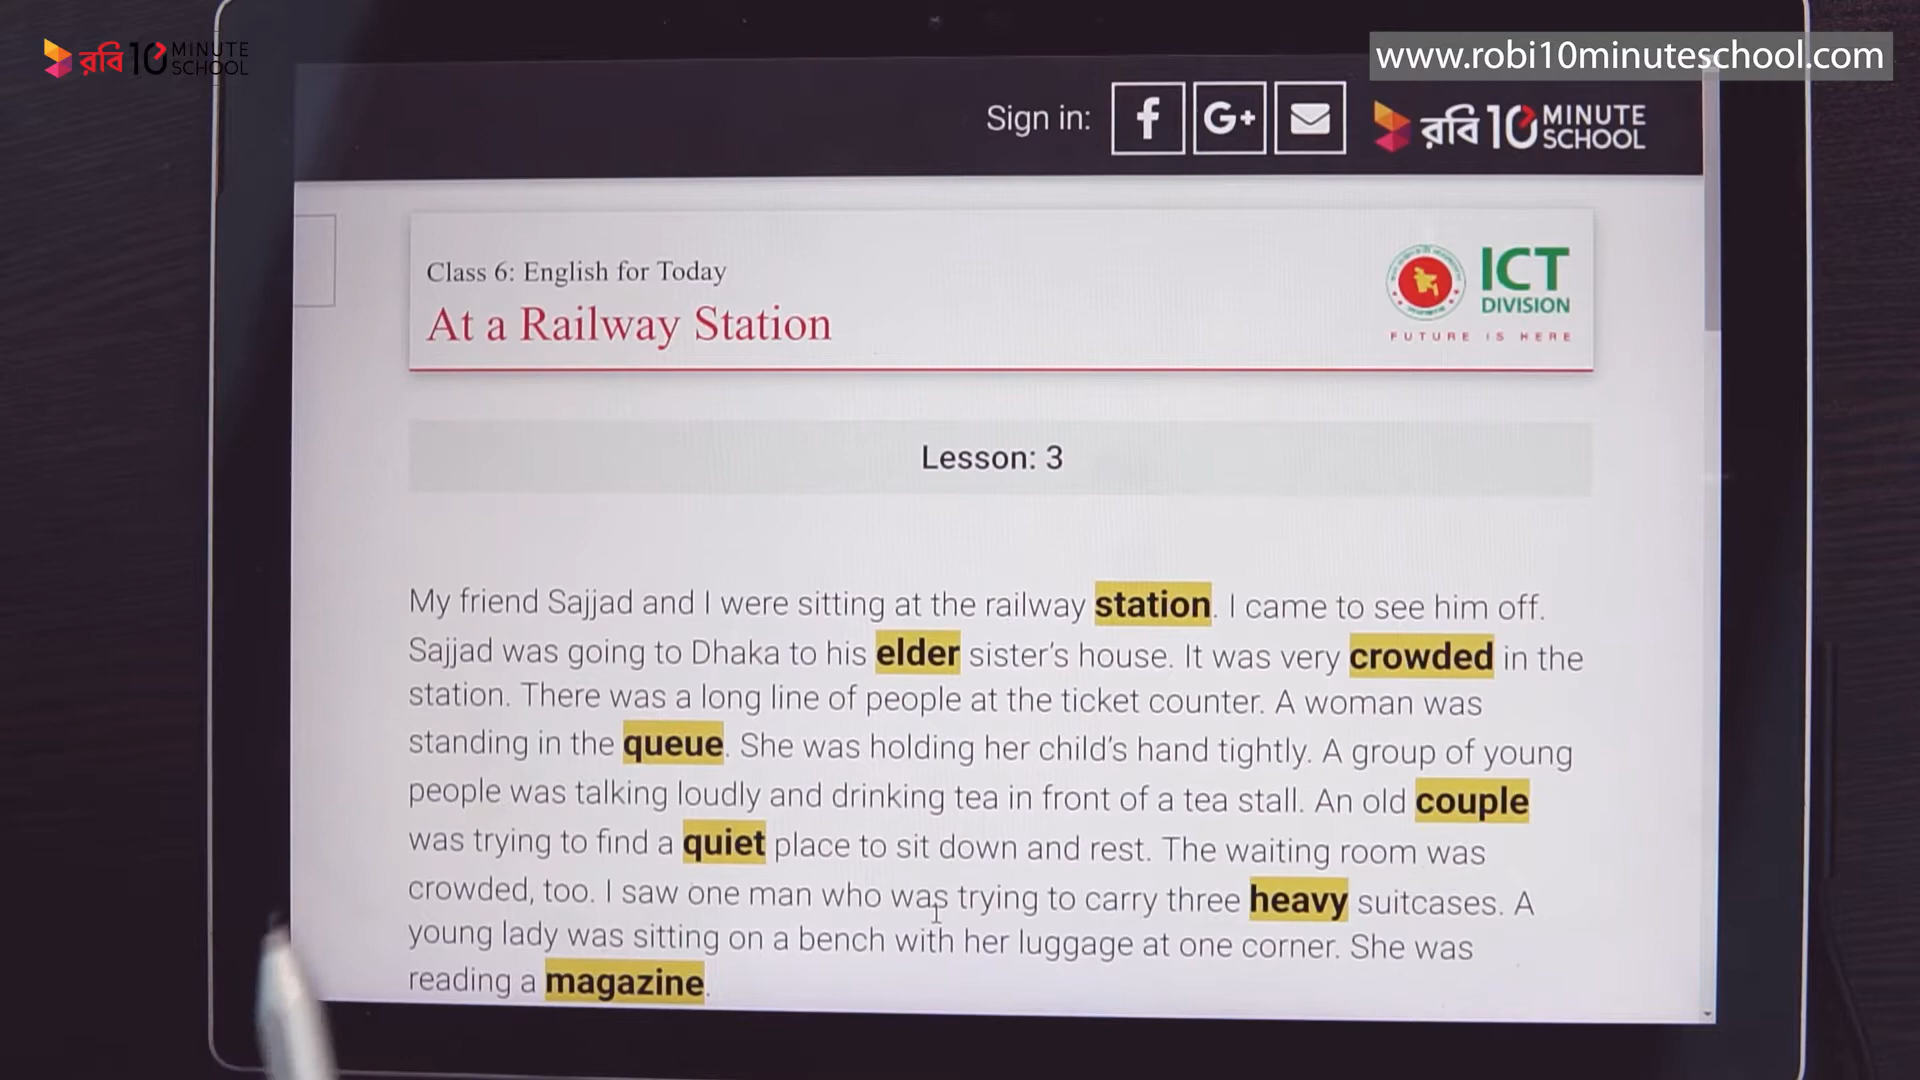 রবি 10 MINUTE SCHOOL
www.robi10minuteschool.com
Sign in: f G+ রবি 10 MINUTE SCHOOL
Class 6: English for Today
At a Railway Station
ICT
DIVISION
FUTURE IS HERE
Lesson: 3
My friend Sajjad and I were sitting at the railway station. I came to see him off.
Sajjad was going to Dhaka to his elder sister's house. It was very crowded in the
station. There was a long line of people at the ticket counter. A woman was
standing in the queue. She was holding her child's hand tightly. A group of young
people was talking loudly and drinking tea in front of a tea stall. An old couple
was trying to find a quiet place to sit down and rest. The waiting room was
crowded, too. I saw one man who was trying to carry three heavy suitcases. A
young lady was sitting on a bench with her luggage at one corner. She was
reading a magazine.